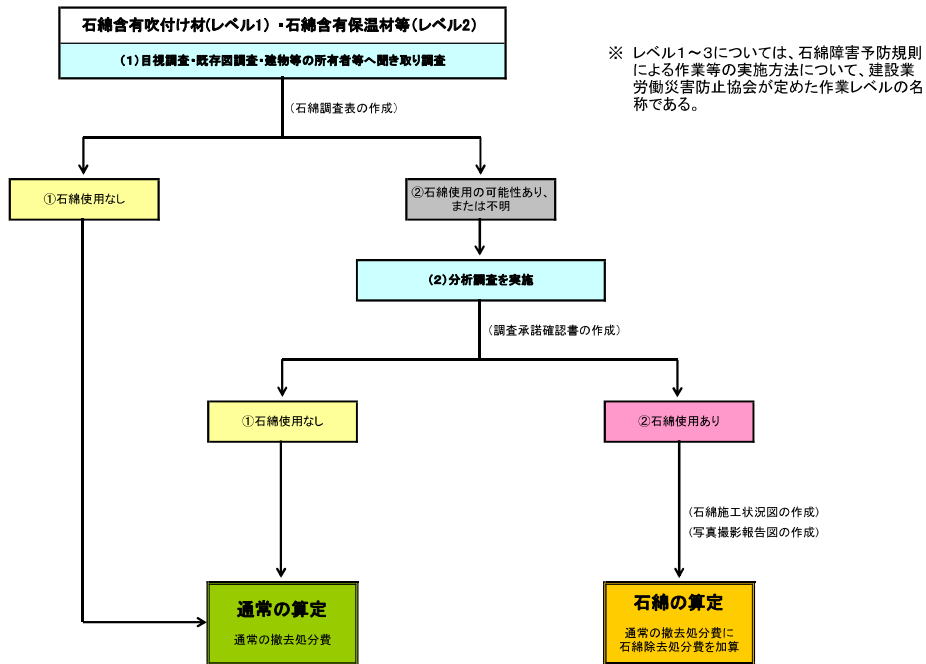 石綿含有吹付け材(レベル1)・石綿含有保温材等(レベル2)
(1)目視調査・既存図調査・建物等の所有者等へ聞き取り調査
※ レベル1～3については、石綿障害予防規則
による作業等の実施方法について、建設業
労働災害防止協会が定めた作業レベルの名
称である。
(石綿調査表の作成)
①石綿使用なし
②石綿使用の可能性あり、
または不明
(2)分析調査を実施
(調査承諾確認書の作成)
①石綿使用なし
②石綿使用あり
(石綿施工状況図の作成)
(写真撮影報告図の作成)
通常の算定
通常の撤去処分費
石綿の算定
通常の撤去処分費に
石綿除去処分費を加算